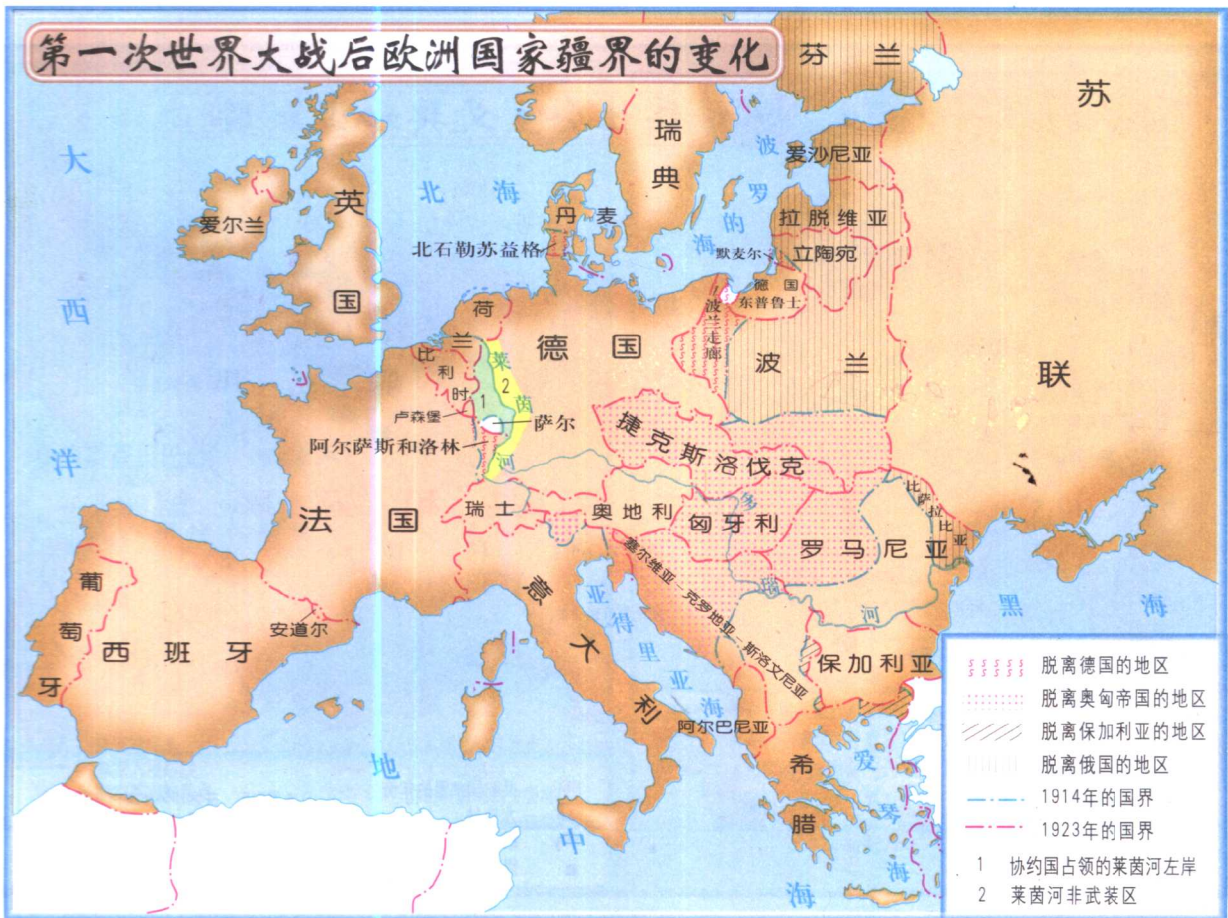 第一次世界大战后欧洲国家疆界的变化
芬兰
苏联
瑞典
波罗的海
爱沙尼亚
大西洋
北海
英国
爱尔兰
丹麦
拉脱维亚
北石勒苏益格
默麦尔
立陶宛
德国
东普鲁士
荷兰
波兰走廊
德国
波兰
比利时
莱茵河
1
2
卢森堡
萨尔
阿尔萨斯和洛林
捷克斯洛伐克
法国
瑞士
奥地利
匈牙利
多瑙河
罗马尼亚
比萨拉比亚
塞尔维亚 克罗地亚 斯洛文尼亚
意大利
亚得里亚海
黑海
葡萄牙
西班牙
安道尔
保加利亚
阿尔巴尼亚
希腊
爱琴海
地中海
脱离德国的地区
脱离奥匈帝国的地区
脱离保加利亚的地区
脱离俄国的地区
1914年的国界
1923年的国界
1 协约国占领的莱茵河左岸
2 莱茵河非武装区